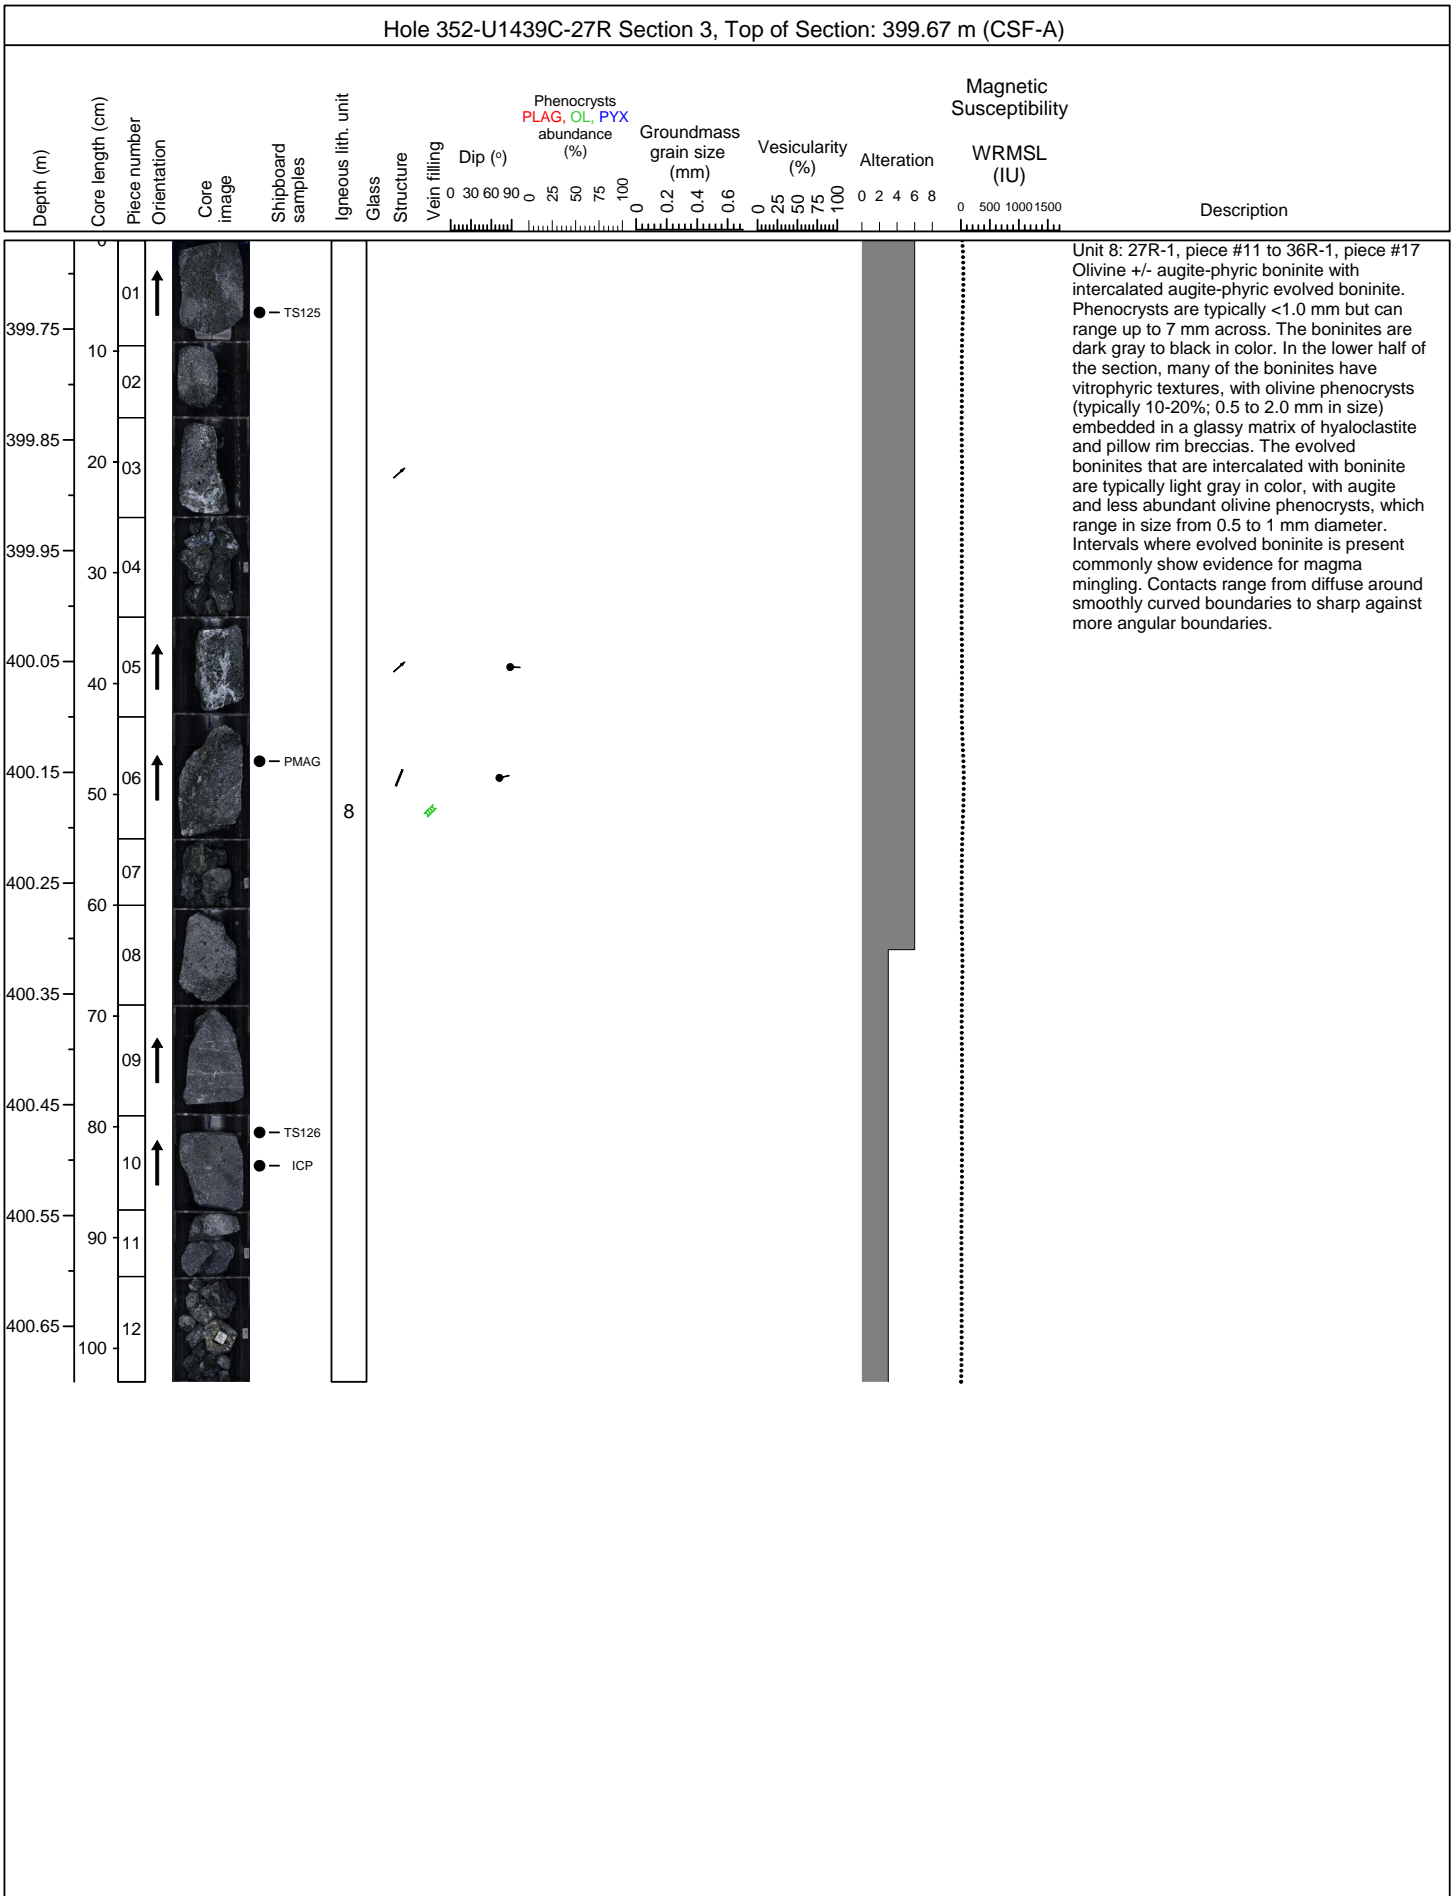 Hole 352-U1439C-27R Section 3, Top of Section: 399.67 m (CSF-A)
Depth (m)
Core length (cm)
Piece number
Orientation
Core
image
Shipboard
samples
Igneous lith. unit
Glass
Structure
Vein filling
Dip (°)
0 30 60 90
Phenocrysts
PLAG, OL, PYX
abundance
(%)
0 25 50 75 100
Groundmass
grain size
(mm)
0 0.2 0.4 0.6
Vesicularity
(%)
0 25 50 75 100
Alteration
0 2 4 6 8
Magnetic
Susceptibility
WRMSL
(IU)
0 500 1000 1500
Description
399.75
399.85
399.95
400.05
400.15
400.25
400.35
400.45
400.55
400.65
0
10
20
30
40
50
60
70
80
90
100
01
02
03
04
05
06
07
08
09
10
11
12
TS125
PMAG
TS126
ICP
8
Unit 8: 27R-1, piece #11 to 36R-1, piece #17
Olivine +/- augite-phyric boninite with
intercalated augite-phyric evolved boninite.
Phenocrysts are typically <1.0 mm but can
range up to 7 mm across. The boninites are
dark gray to black in color. In the lower half of
the section, many of the boninites have
vitrophyric textures, with olivine phenocrysts
(typically 10-20%; 0.5 to 2.0 mm in size)
embedded in a glassy matrix of hyaloclastite
and pillow rim breccias. The evolved
boninites that are intercalated with boninite
are typically light gray in color, with augite
and less abundant olivine phenocrysts, which
range in size from 0.5 to 1 mm diameter.
Intervals where evolved boninite is present
commonly show evidence for magma
mingling. Contacts range from diffuse around
smoothly curved boundaries to sharp against
more angular boundaries.